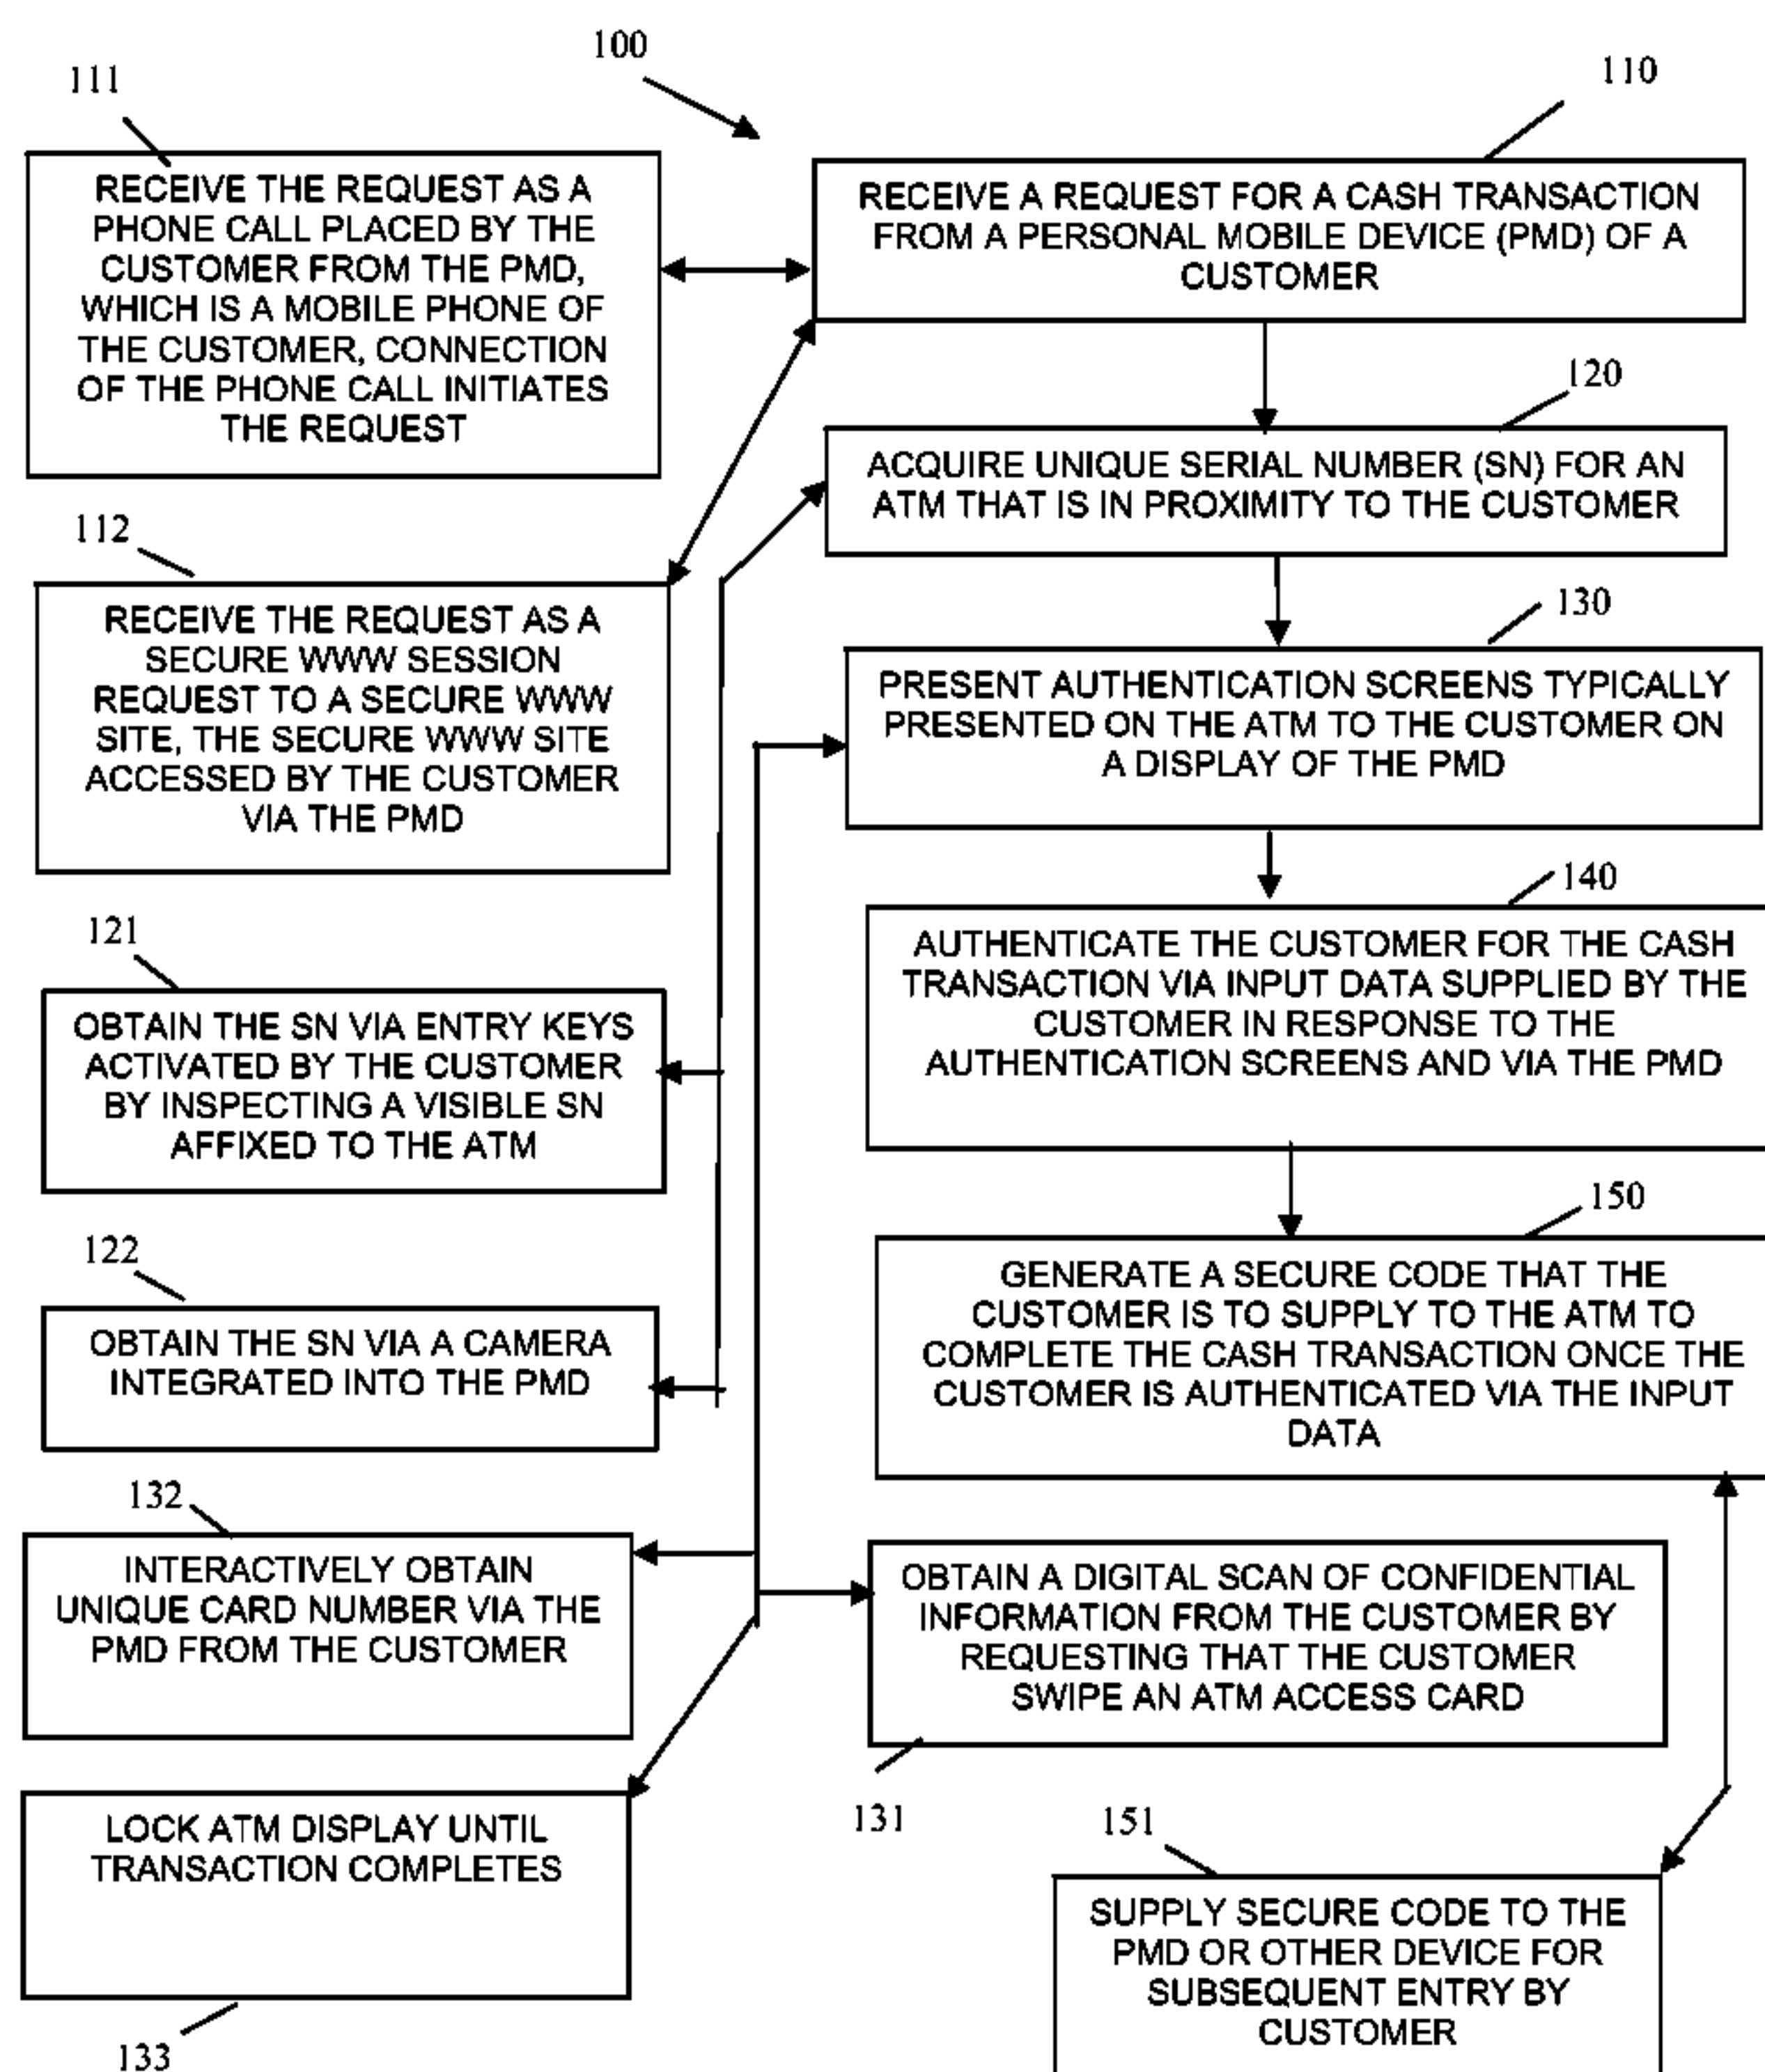 100
111
110
RECEIVE THE REQUEST AS A
PHONE CALL PLACED BY THE
CUSTOMER FROM THE PMD,
WHICH IS A MOBILE PHONE OF
THE CUSTOMER, CONNECTION
OF THE PHONE CALL INITIATES
THE REQUEST
RECEIVE A REQUEST FOR A CASH TRANSACTION
FROM A PERSONAL MOBILE DEVICE (PMD) OF A
CUSTOMER
120
ACQUIRE UNIQUE SERIAL NUMBER (SN) FOR AN
ATM THAT IS IN PROXIMITY TO THE CUSTOMER
112
RECEIVE THE REQUEST AS A
SECURE WWW SESSION
REQUEST TO A SECURE WWW
SITE, THE SECURE WWW SITE
ACCESSED BY THE CUSTOMER
VIA THE PMD
130
PRESENT AUTHENTICATION SCREENS TYPICALLY
PRESENTED ON THE ATM TO THE CUSTOMER ON
A DISPLAY OF THE PMD
140
AUTHENTICATE THE CUSTOMER FOR THE CASH
TRANSACTION VIA INPUT DATA SUPPLIED BY THE
CUSTOMER IN RESPONSE TO THE
AUTHENTICATION SCREENS AND VIA THE PMD
121
OBTAIN THE SN VIA ENTRY KEYS
ACTIVATED BY THE CUSTOMER
BY INSPECTING A VISIBLE SN
AFFIXED TO THE ATM
150
GENERATE A SECURE CODE THAT THE
CUSTOMER IS TO SUPPLY TO THE ATM TO
COMPLETE THE CASH TRANSACTION ONCE THE
CUSTOMER IS AUTHENTICATED VIA THE INPUT
DATA
122
OBTAIN THE SN VIA A CAMERA
INTEGRATED INTO THE PMD
132
INTERACTIVELY OBTAIN
UNIQUE CARD NUMBER VIA THE
PMD FROM THE CUSTOMER
OBTAIN A DIGITAL SCAN OF CONFIDENTIAL
INFORMATION FROM THE CUSTOMER BY
REQUESTING THAT THE CUSTOMER
SWIPE AN ATM ACCESS CARD
131
LOCK ATM DISPLAY UNTIL
TRANSACTION COMPLETES
133
151
SUPPLY SECURE CODE TO THE
PMD OR OTHER DEVICE FOR
SUBSEQUENT ENTRY BY
CUSTOMER